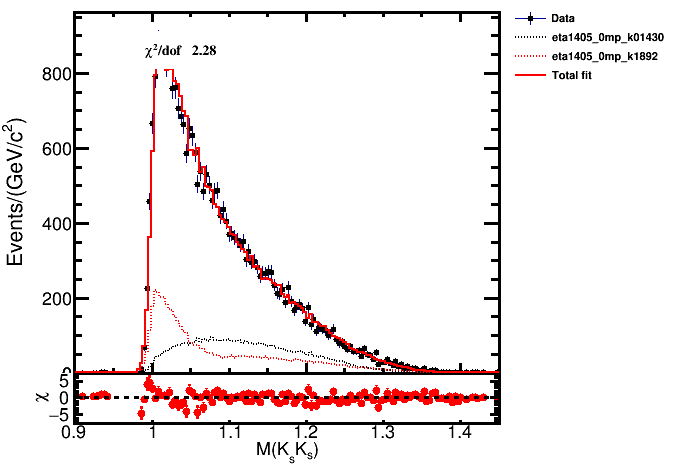 χ²/dof 2.28
Data
eta1405_0mp_k01430
eta1405_0mp_k1892
Total fit
Events/(GeV/c²)
800
600
400
200
0
χ
5
0
−5
0.9 1 1.1 1.2 1.3 1.4
M(KₛKₛ)